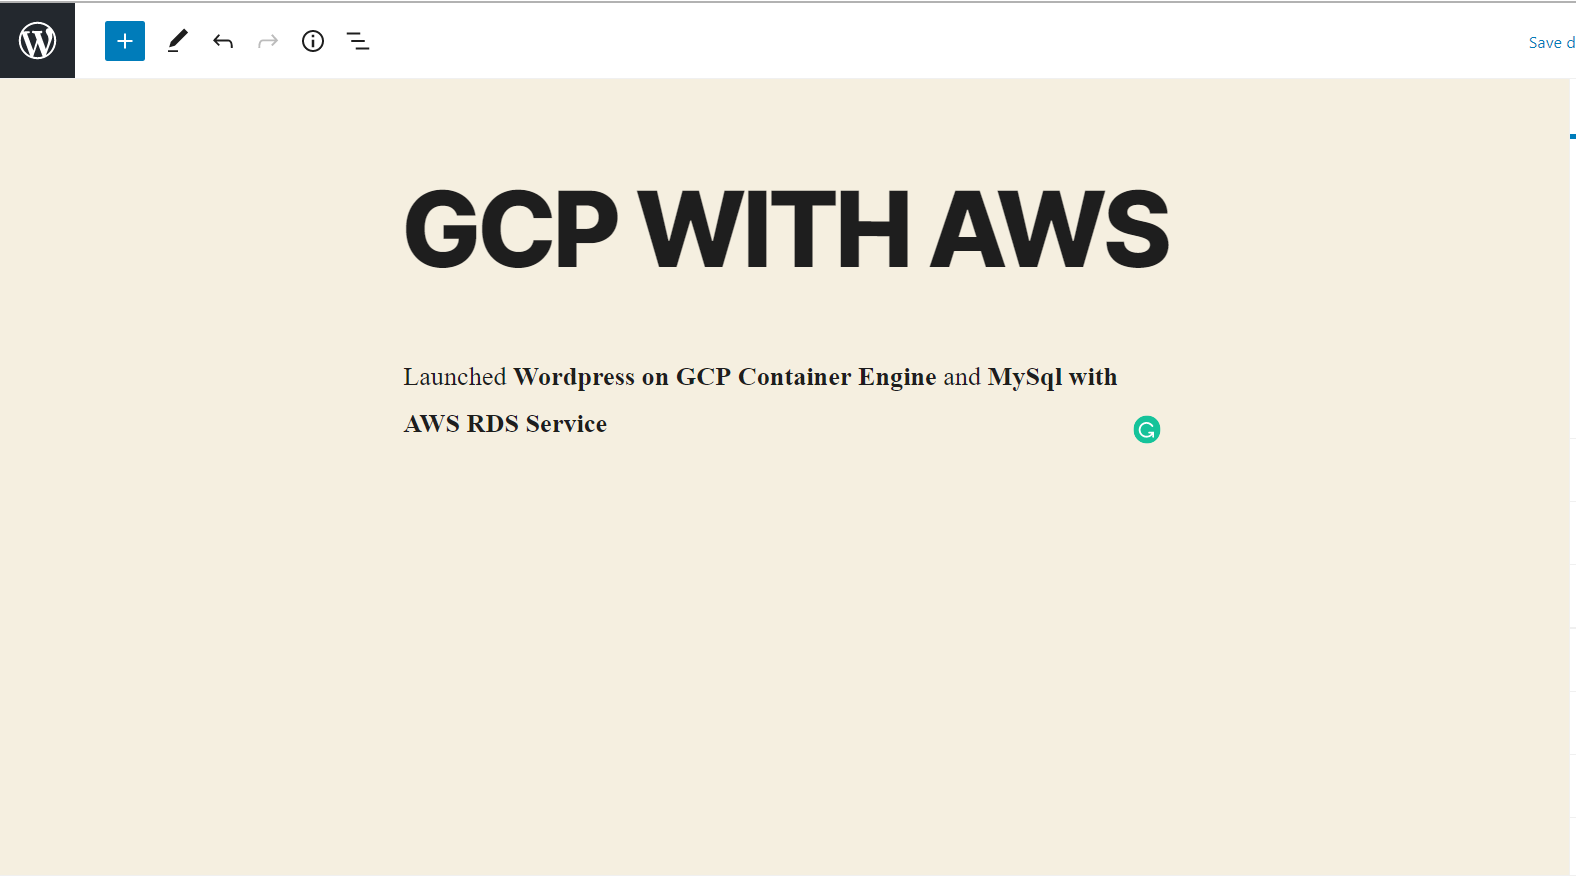 Save d
GCP WITH AWS
Launched Wordpress on GCP Container Engine and MySql with
AWS RDS Service